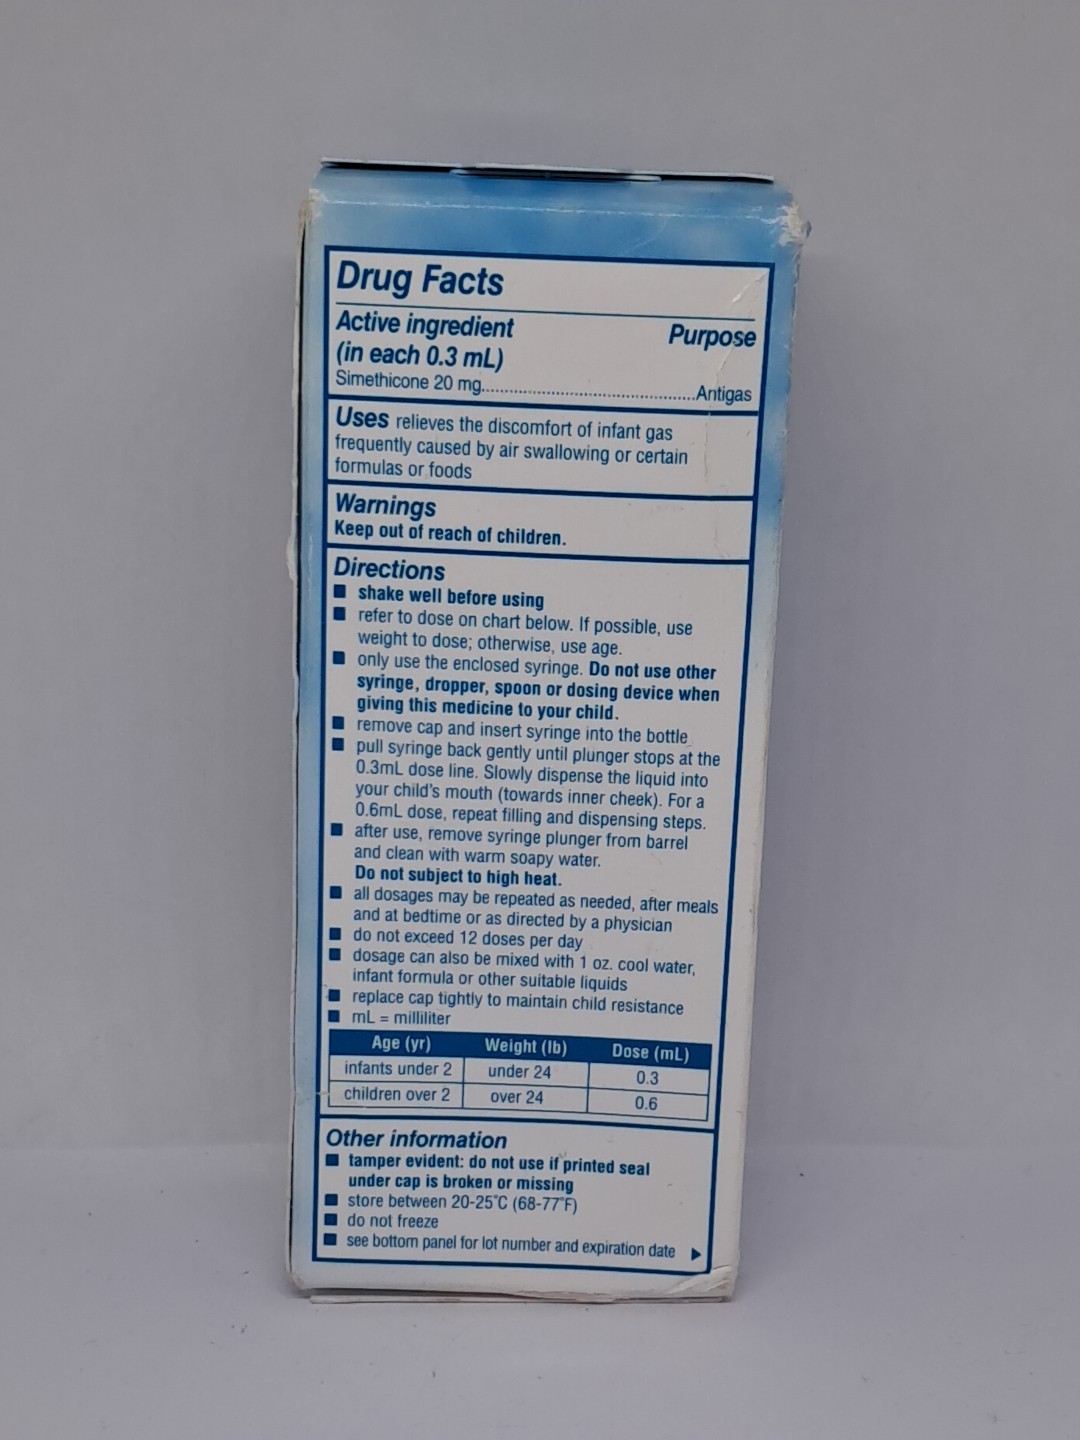 Drug Facts
Active ingredient Purpose
(in each 0.3 mL)
Simethicone 20 mg..........................................Antigas
Uses relieves the discomfort of infant gas
frequently caused by air swallowing or certain
formulas or foods
Warnings
Keep out of reach of children.
Directions
■ shake well before using
■ refer to dose on chart below. If possible, use
weight to dose; otherwise, use age.
■ only use the enclosed syringe. Do not use other
syringe, dropper, spoon or dosing device when
giving this medicine to your child.
■ remove cap and insert syringe into the bottle
■ pull syringe back gently until plunger stops at the
0.3mL dose line. Slowly dispense the liquid into
your child's mouth (towards inner cheek). For a
0.6mL dose, repeat filling and dispensing steps.
■ after use, remove syringe plunger from barrel
and clean with warm soapy water.
Do not subject to high heat.
■ all dosages may be repeated as needed, after meals
and at bedtime or as directed by a physician
■ do not exceed 12 doses per day
■ dosage can also be mixed with 1 oz. cool water,
infant formula or other suitable liquids
■ replace cap tightly to maintain child resistance
■ mL = milliliter
Age (yr) Weight (lb) Dose (mL)
infants under 2 under 24 0.3
children over 2 over 24 0.6
Other information
■ tamper evident: do not use if printed seal
under cap is broken or missing
■ store between 20-25°C (68-77°F)
■ do not freeze
■ see bottom panel for lot number and expiration date ▶